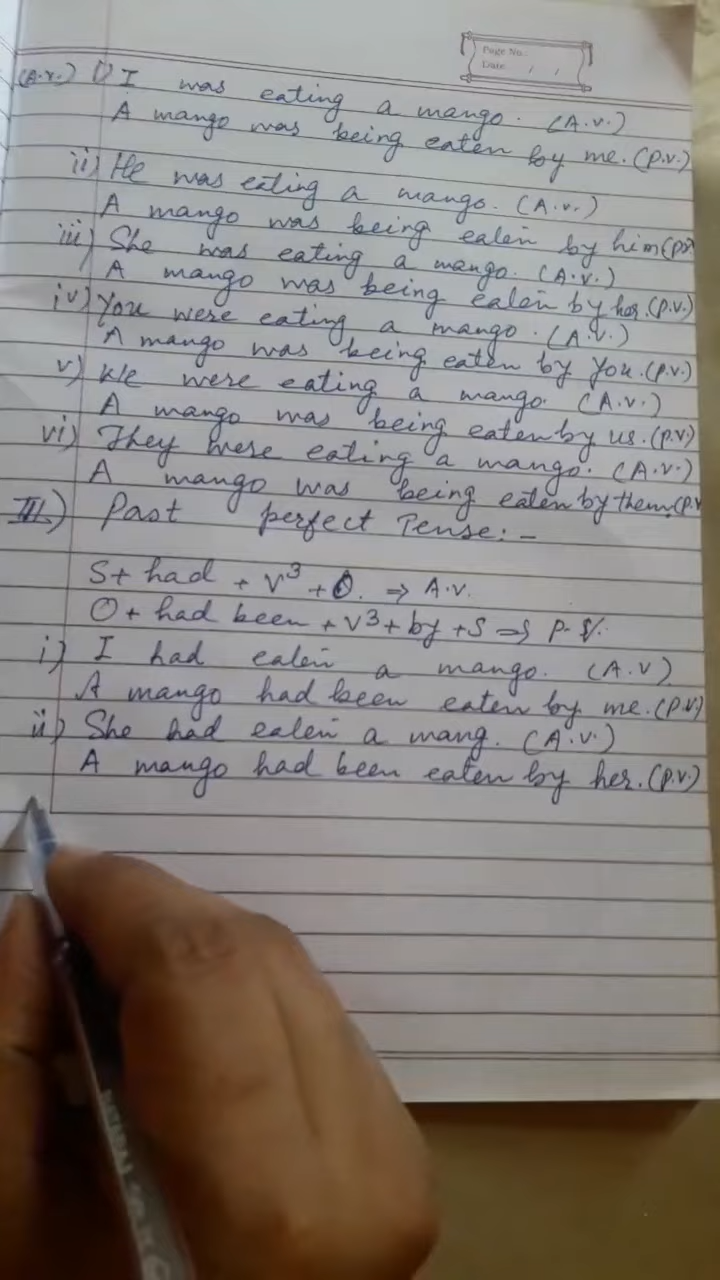 Page No.
Date / /
(A.V.) i) I was eating a mango. (A.V.)
A mango was being eaten by me. (P.V.)
ii) He was eating a mango. (A.V.)
A mango was being eaten by him (P.V)
iii) She was eating a mango. (A.V.)
A mango was being eaten by her. (P.V.)
iv) You were eating a mango. (A.V.)
A mango was being eaten by you. (P.V.)
v) We were eating a mango. (A.V.)
A mango was being eaten by us. (P.V)
vi) They were eating a mango. (A.V.)
A mango was being eaten by them. (P.V
III.) Past perfect Tense:-
S + had + V³ + O. ⇒ A.V.
O + had been + V3 + by + S ⇒ P.V.
i) I had eaten a mango. (A.V)
A mango had been eaten by me. (P.V)
ii) She had eaten a mang. (A.V.)
A mango had been eaten by her. (P.V.)